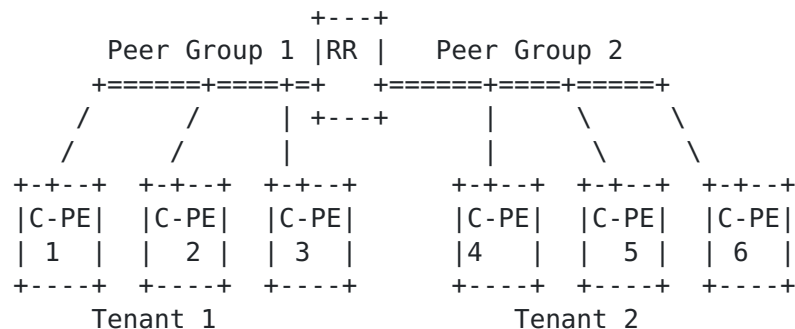 Peer Group 1 |RR | Peer Group 2
|C-PE| |C-PE| |C-PE| |C-PE| |C-PE| |C-PE|
| 1 | | 2 | | 3 | |4 | | 5 | | 6 |
Tenant 1 Tenant 2